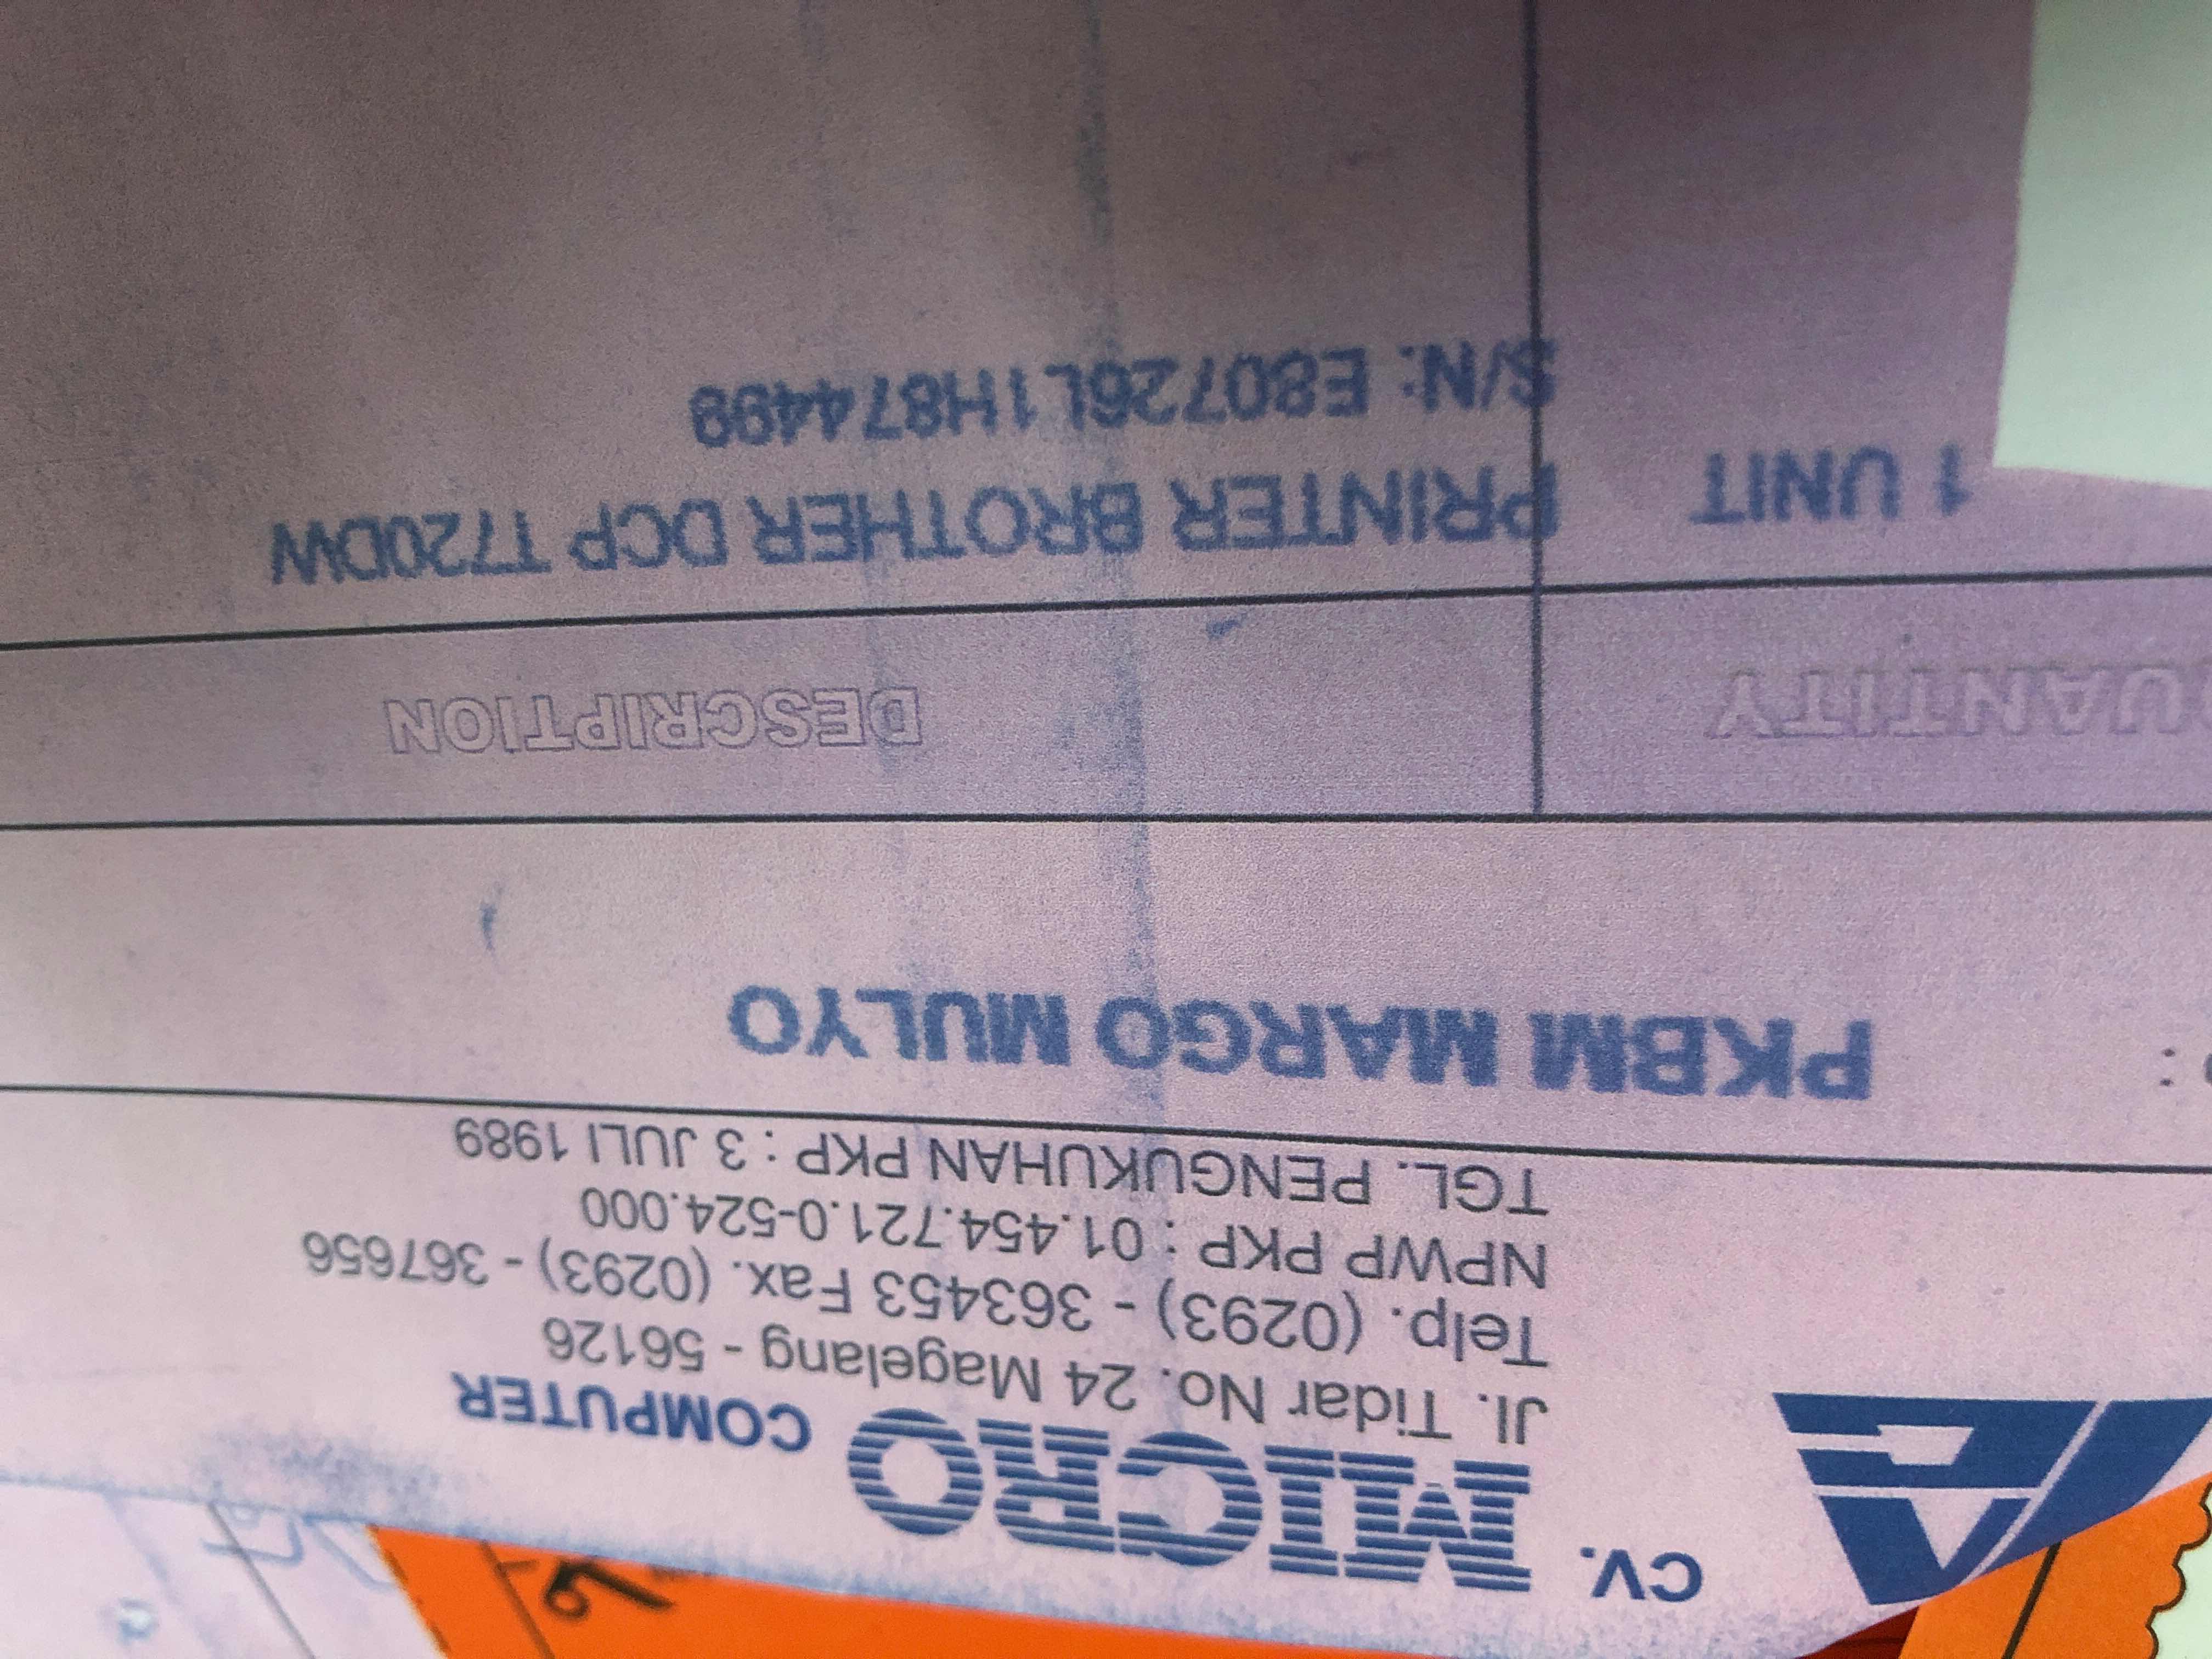 CV. MICRO COMPUTER
Jl. Tidar No. 24 Magelang - 56126
Telp. (0293) - 363453 Fax. (0293) - 367656
NPWP PKP : 01.454.721.0-524.000
TGL. PENGUKUHAN PKP : 3 JULI 1989
: PKBM MARGO MULYO
UANTITY DESCRIPTION
1 UNIT PRINTER BROTHER DCP T720DW
S/N: E80726L1H874499